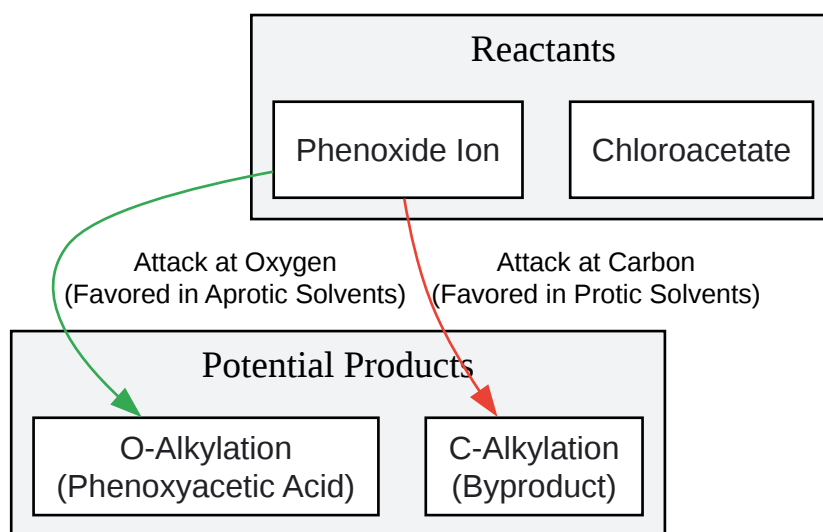 Reactants
Phenoxide Ion
Chloroacetate
Attack at Oxygen
(Favored in Aprotic Solvents)
Attack at Carbon
(Favored in Protic Solvents)
Potential Products
O-Alkylation
(Phenoxyacetic Acid)
C-Alkylation
(Byproduct)